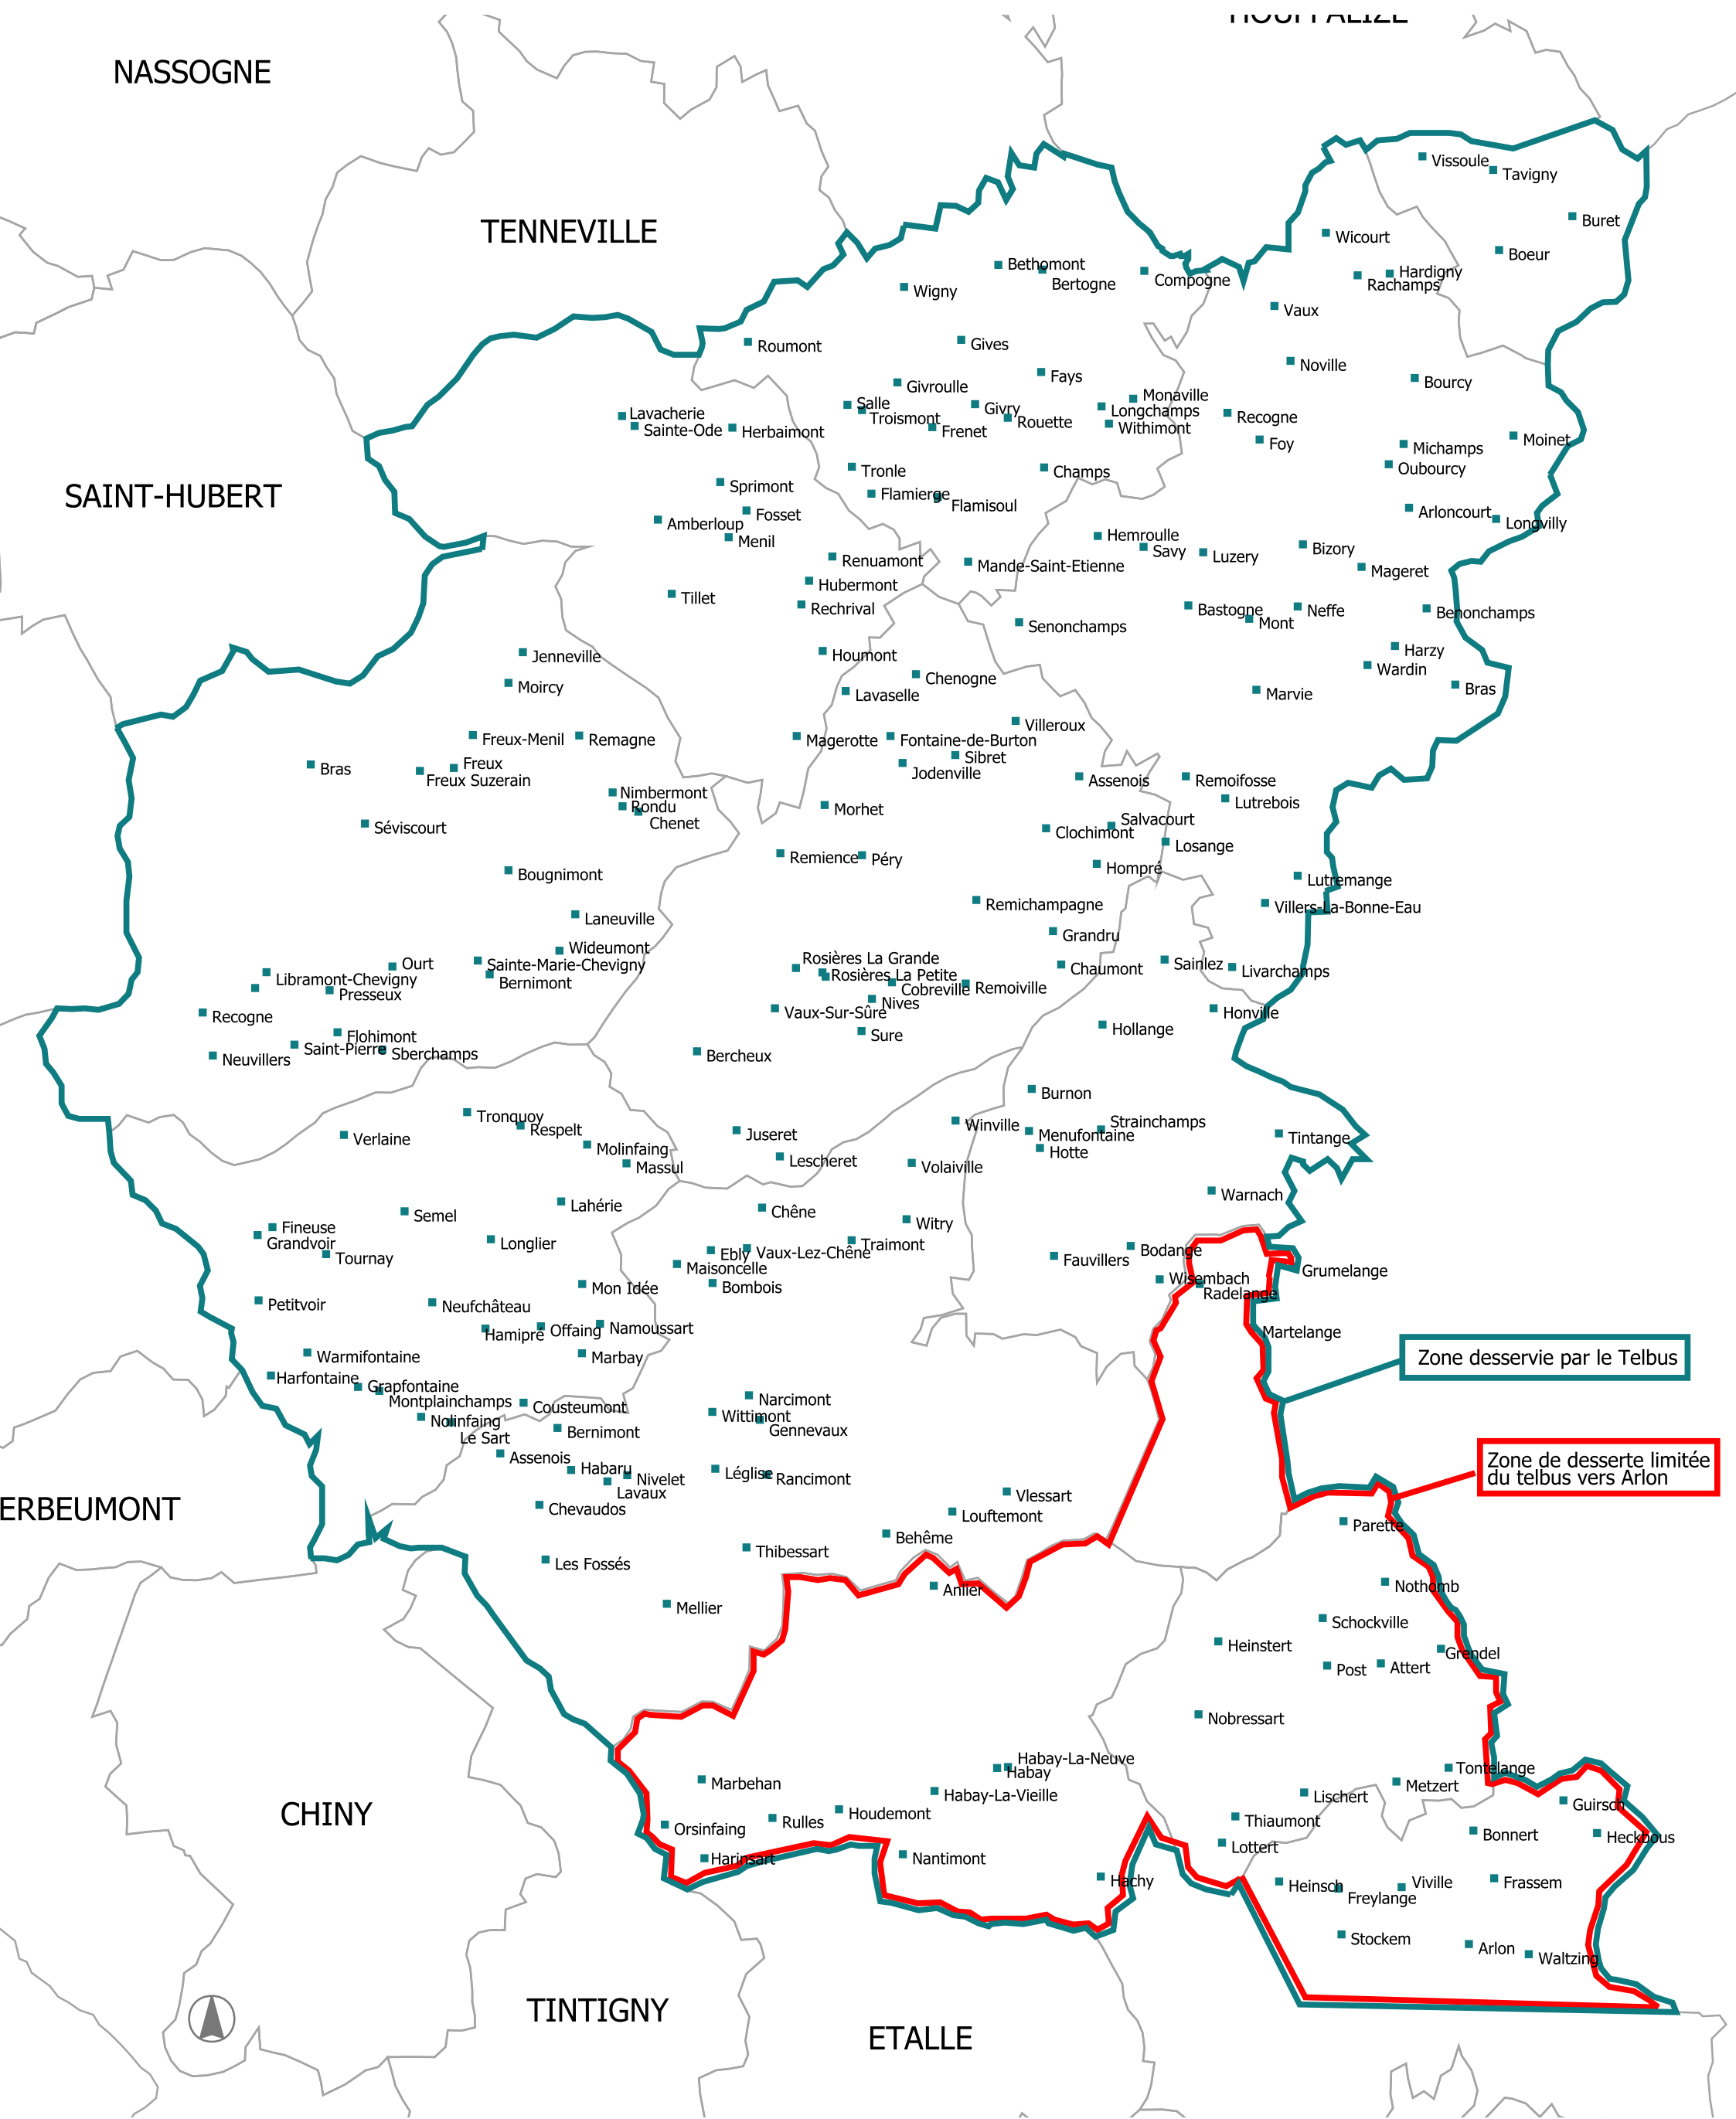 HOUFFALIZE
NASSOGNE
Vissoule
Tavigny
Buret
TENNEVILLE
Wicourt
Boeur
Bethomont
Bertogne
Compogne
Hardigny
Rachamps
Wigny
Vaux
Roumont
Gives
Noville
Fays
Bourcy
Givroulle
Monaville
Salle
Longchamps
Givry
Lavacherie
Troismont
Rouette
Recogne
Withimont
Sainte-Ode
Herbaimont
Frenet
Foy
Moinet
Michamps
Oubourcy
Tronle
Champs
SAINT-HUBERT
Sprimont
Flamierge
Flamisoul
Fosset
Arloncourt
Amberloup
Longvilly
Menil
Hemroulle
Savy
Bizory
Luzery
Renuamont
Mande-Saint-Etienne
Mageret
Hubermont
Tillet
Rechrival
Bastogne
Neffe
Benonchamps
Mont
Senonchamps
Harzy
Jenneville
Houmont
Wardin
Chenogne
Moircy
Bras
Lavaselle
Marvie
Villeroux
Freux-Menil
Remagne
Magerotte
Fontaine-de-Burton
Sibret
Freux
Bras
Jodenville
Freux Suzerain
Assenois
Remoifosse
Nimbermont
Lutrebois
Rondu
Morhet
Chenet
Salvacourt
Séviscourt
Clochimont
Losange
Remience
Péry
Hompré
Bougnimont
Lutremange
Remichampagne
Villers-La-Bonne-Eau
Laneuville
Grandru
Wideumont
Rosières La Grande
Ourt
Sainte-Marie-Chevigny
Chaumont
Sainlez
Livarchamps
Rosières La Petite
Libramont-Chevigny
Bernimont
Cobreville
Remoiville
Presseux
Nives
Vaux-Sur-Sûre
Honville
Recogne
Hollange
Flohimont
Sure
Saint-Pierre
Sberchamps
Neuvillers
Bercheux
Burnon
Tronquoy
Strainchamps
Winville
Respelt
Menufontaine
Juseret
Verlaine
Tintange
Molinfaing
Hotte
Lescheret
Massul
Volaiville
Warnach
Lahérie
Chêne
Semel
Witry
Fineuse
Grandvoir
Longlier
Traimont
Ebly
Vaux-Lez-Chêne
Bodange
Tournay
Fauvillers
Maisoncelle
Grumelange
Wisembach
Mon Idée
Bombois
Radelange
Petitvoir
Neufchâteau
Namoussart
Offaing
Martelange
Hamipré
Warmifontaine
Marbay
Zone desservie par le Telbus
Harfontaine
Grapfontaine
Montplainchamps
Narcimont
Cousteumont
Wittimont
Nolinfaing
Gennevaux
Bernimont
Le Sart
Assenois
Zone de desserte limitée
du telbus vers Arlon
Habaru
Léglise
Nivelet
Rancimont
Lavaux
Vlessart
Chevaudos
Louftemont
ERBEUMONT
Parette
Behême
Thibessart
Les Fossés
Nothomb
Anlier
Mellier
Schockville
Heinstert
Grendel
Post
Attert
Nobressart
Habay-La-Neuve
Tontelange
Habay
Marbehan
Metzert
Habay-La-Vieille
Lischert
Guirsch
CHINY
Houdemont
Rulles
Thiaumont
Orsinfaing
Bonnert
Heckbous
Lottert
Harinsart
Nantimont
Hachy
Viville
Frassem
Heinsch
Freylange
Stockem
Arlon
Waltzing
TINTIGNY
ETALLE